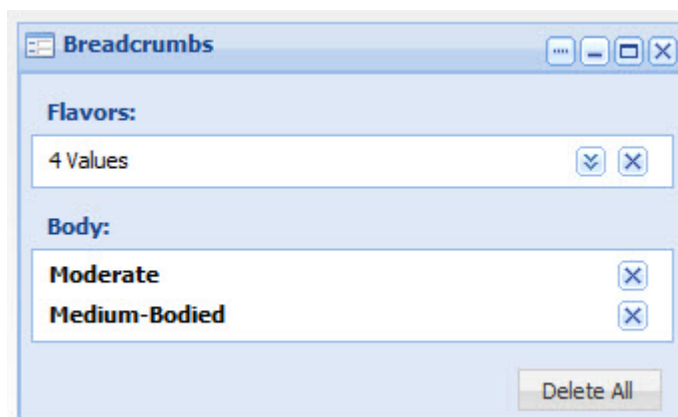 Breadcrumbs
Flavors:
4 Values
Body:
Moderate
Medium-Bodied
Delete All